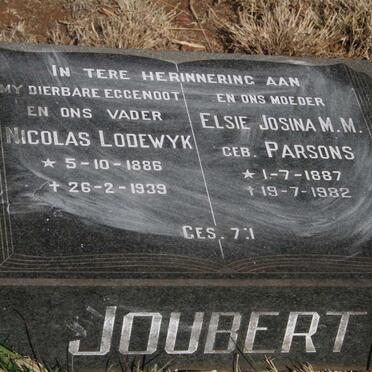 IN TERE HERINNERING AAN
MY DIERBARE EGGENOOT
EN ONS VADER
NICOLAS LODEWYK
* 5-10-1886
+ 26-2-1939
EN ONS MOEDER
ELSIE JOSINA M.M.
GEB. PARSONS
* 1-7-1887
+ 19-7-1982
GES. 7:1
JOUBERT